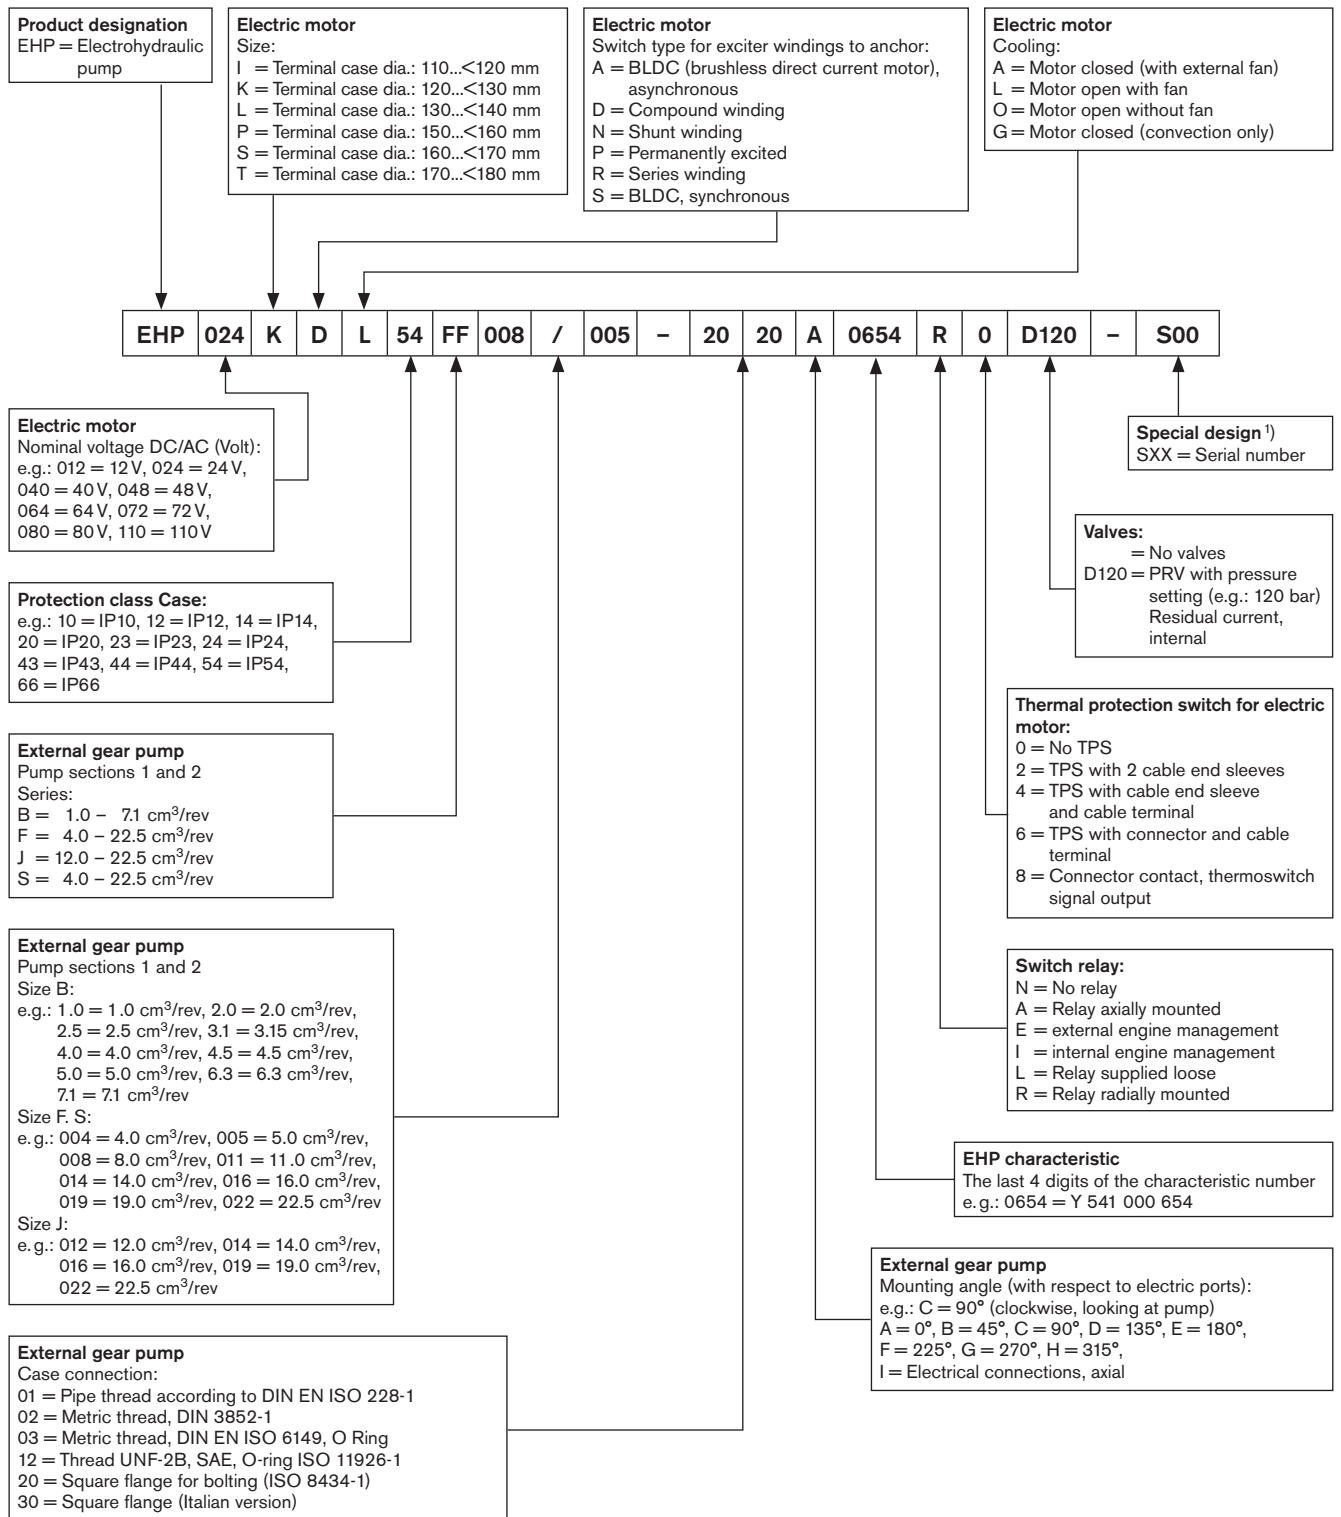 Product designation
EHP = Electrohydraulic
pump
Electric motor
Size:
I = Terminal case dia.: 110...<120 mm
K = Terminal case dia.: 120...<130 mm
L = Terminal case dia.: 130...<140 mm
P = Terminal case dia.: 150...<160 mm
S = Terminal case dia.: 160...<170 mm
T = Terminal case dia.: 170...<180 mm
Electric motor
Switch type for exciter windings to anchor:
A = BLDC (brushless direct current motor),
asynchronous
D = Compound winding
N = Shunt winding
P = Permanently excited
R = Series winding
S = BLDC, synchronous
Electric motor
Cooling:
A = Motor closed (with external fan)
L = Motor open with fan
O = Motor open without fan
G = Motor closed (convection only)
EHP 024 K D L 54 FF 008 / 005 – 20 20 A 0654 R 0 D120 – S00
Electric motor
Nominal voltage DC/AC (Volt):
e.g.: 012 = 12 V, 024 = 24 V,
040 = 40 V, 048 = 48 V,
064 = 64 V, 072 = 72 V,
080 = 80 V, 110 = 110 V
Protection class Case:
e.g.: 10 = IP10, 12 = IP12, 14 = IP14,
20 = IP20, 23 = IP23, 24 = IP24,
43 = IP43, 44 = IP44, 54 = IP54,
66 = IP66
External gear pump
Pump sections 1 and 2
Series:
B = 1.0 – 7.1 cm³/rev
F = 4.0 – 22.5 cm³/rev
J = 12.0 – 22.5 cm³/rev
S = 4.0 – 22.5 cm³/rev
External gear pump
Pump sections 1 and 2
Size B:
e.g.: 1.0 = 1.0 cm³/rev, 2.0 = 2.0 cm³/rev,
2.5 = 2.5 cm³/rev, 3.1 = 3.15 cm³/rev,
4.0 = 4.0 cm³/rev, 4.5 = 4.5 cm³/rev,
5.0 = 5.0 cm³/rev, 6.3 = 6.3 cm³/rev,
7.1 = 7.1 cm³/rev
Size F. S:
e.g.: 004 = 4.0 cm³/rev, 005 = 5.0 cm³/rev,
008 = 8.0 cm³/rev, 011 = 11.0 cm³/rev,
014 = 14.0 cm³/rev, 016 = 16.0 cm³/rev,
019 = 19.0 cm³/rev, 022 = 22.5 cm³/rev
Size J:
e.g.: 012 = 12.0 cm³/rev, 014 = 14.0 cm³/rev,
016 = 16.0 cm³/rev, 019 = 19.0 cm³/rev,
022 = 22.5 cm³/rev
External gear pump
Case connection:
01 = Pipe thread according to DIN EN ISO 228-1
02 = Metric thread, DIN 3852-1
03 = Metric thread, DIN EN ISO 6149, O Ring
12 = Thread UNF-2B, SAE, O-ring ISO 11926-1
20 = Square flange for bolting (ISO 8434-1)
30 = Square flange (Italian version)
Special design ¹)
SXX = Serial number
Valves:
= No valves
D120 = PRV with pressure
setting (e.g.: 120 bar)
Residual current,
internal
Thermal protection switch for electric
motor:
0 = No TPS
2 = TPS with 2 cable end sleeves
4 = TPS with cable end sleeve
and cable terminal
6 = TPS with connector and cable
terminal
8 = Connector contact, thermoswitch
signal output
Switch relay:
N = No relay
A = Relay axially mounted
E = external engine management
I = internal engine management
L = Relay supplied loose
R = Relay radially mounted
EHP characteristic
The last 4 digits of the characteristic number
e.g.: 0654 = Y 541 000 654
External gear pump
Mounting angle (with respect to electric ports):
e.g.: C = 90° (clockwise, looking at pump)
A = 0°, B = 45°, C = 90°, D = 135°, E = 180°,
F = 225°, G = 270°, H = 315°,
I = Electrical connections, axial